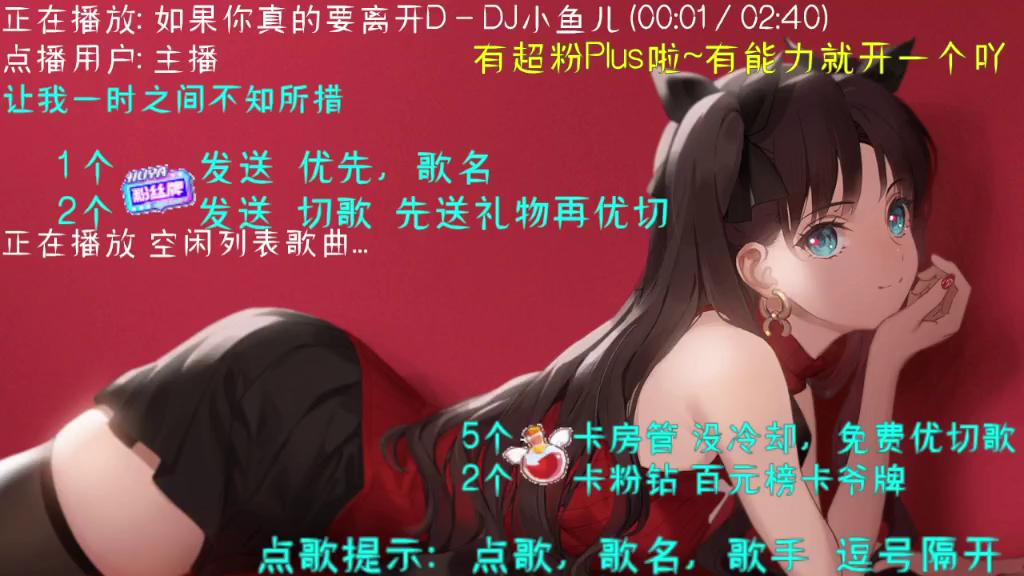 正在播放: 如果你真的要离开D - DJ小鱼儿 (00:01 / 02:40)
点播用户: 主播
有超粉Plus啦~有能力就开一个吖
让我一时之间不知所措
1个 粉丝牌 发送 优先，歌名
2个 发送 切歌 先送礼物再优切
正在播放 空闲列表歌曲...
5个 卡房管 没冷却，免费优切歌
2个 卡粉钻 百元榜卡爷牌
点歌提示: 点歌，歌名，歌手 逗号隔开